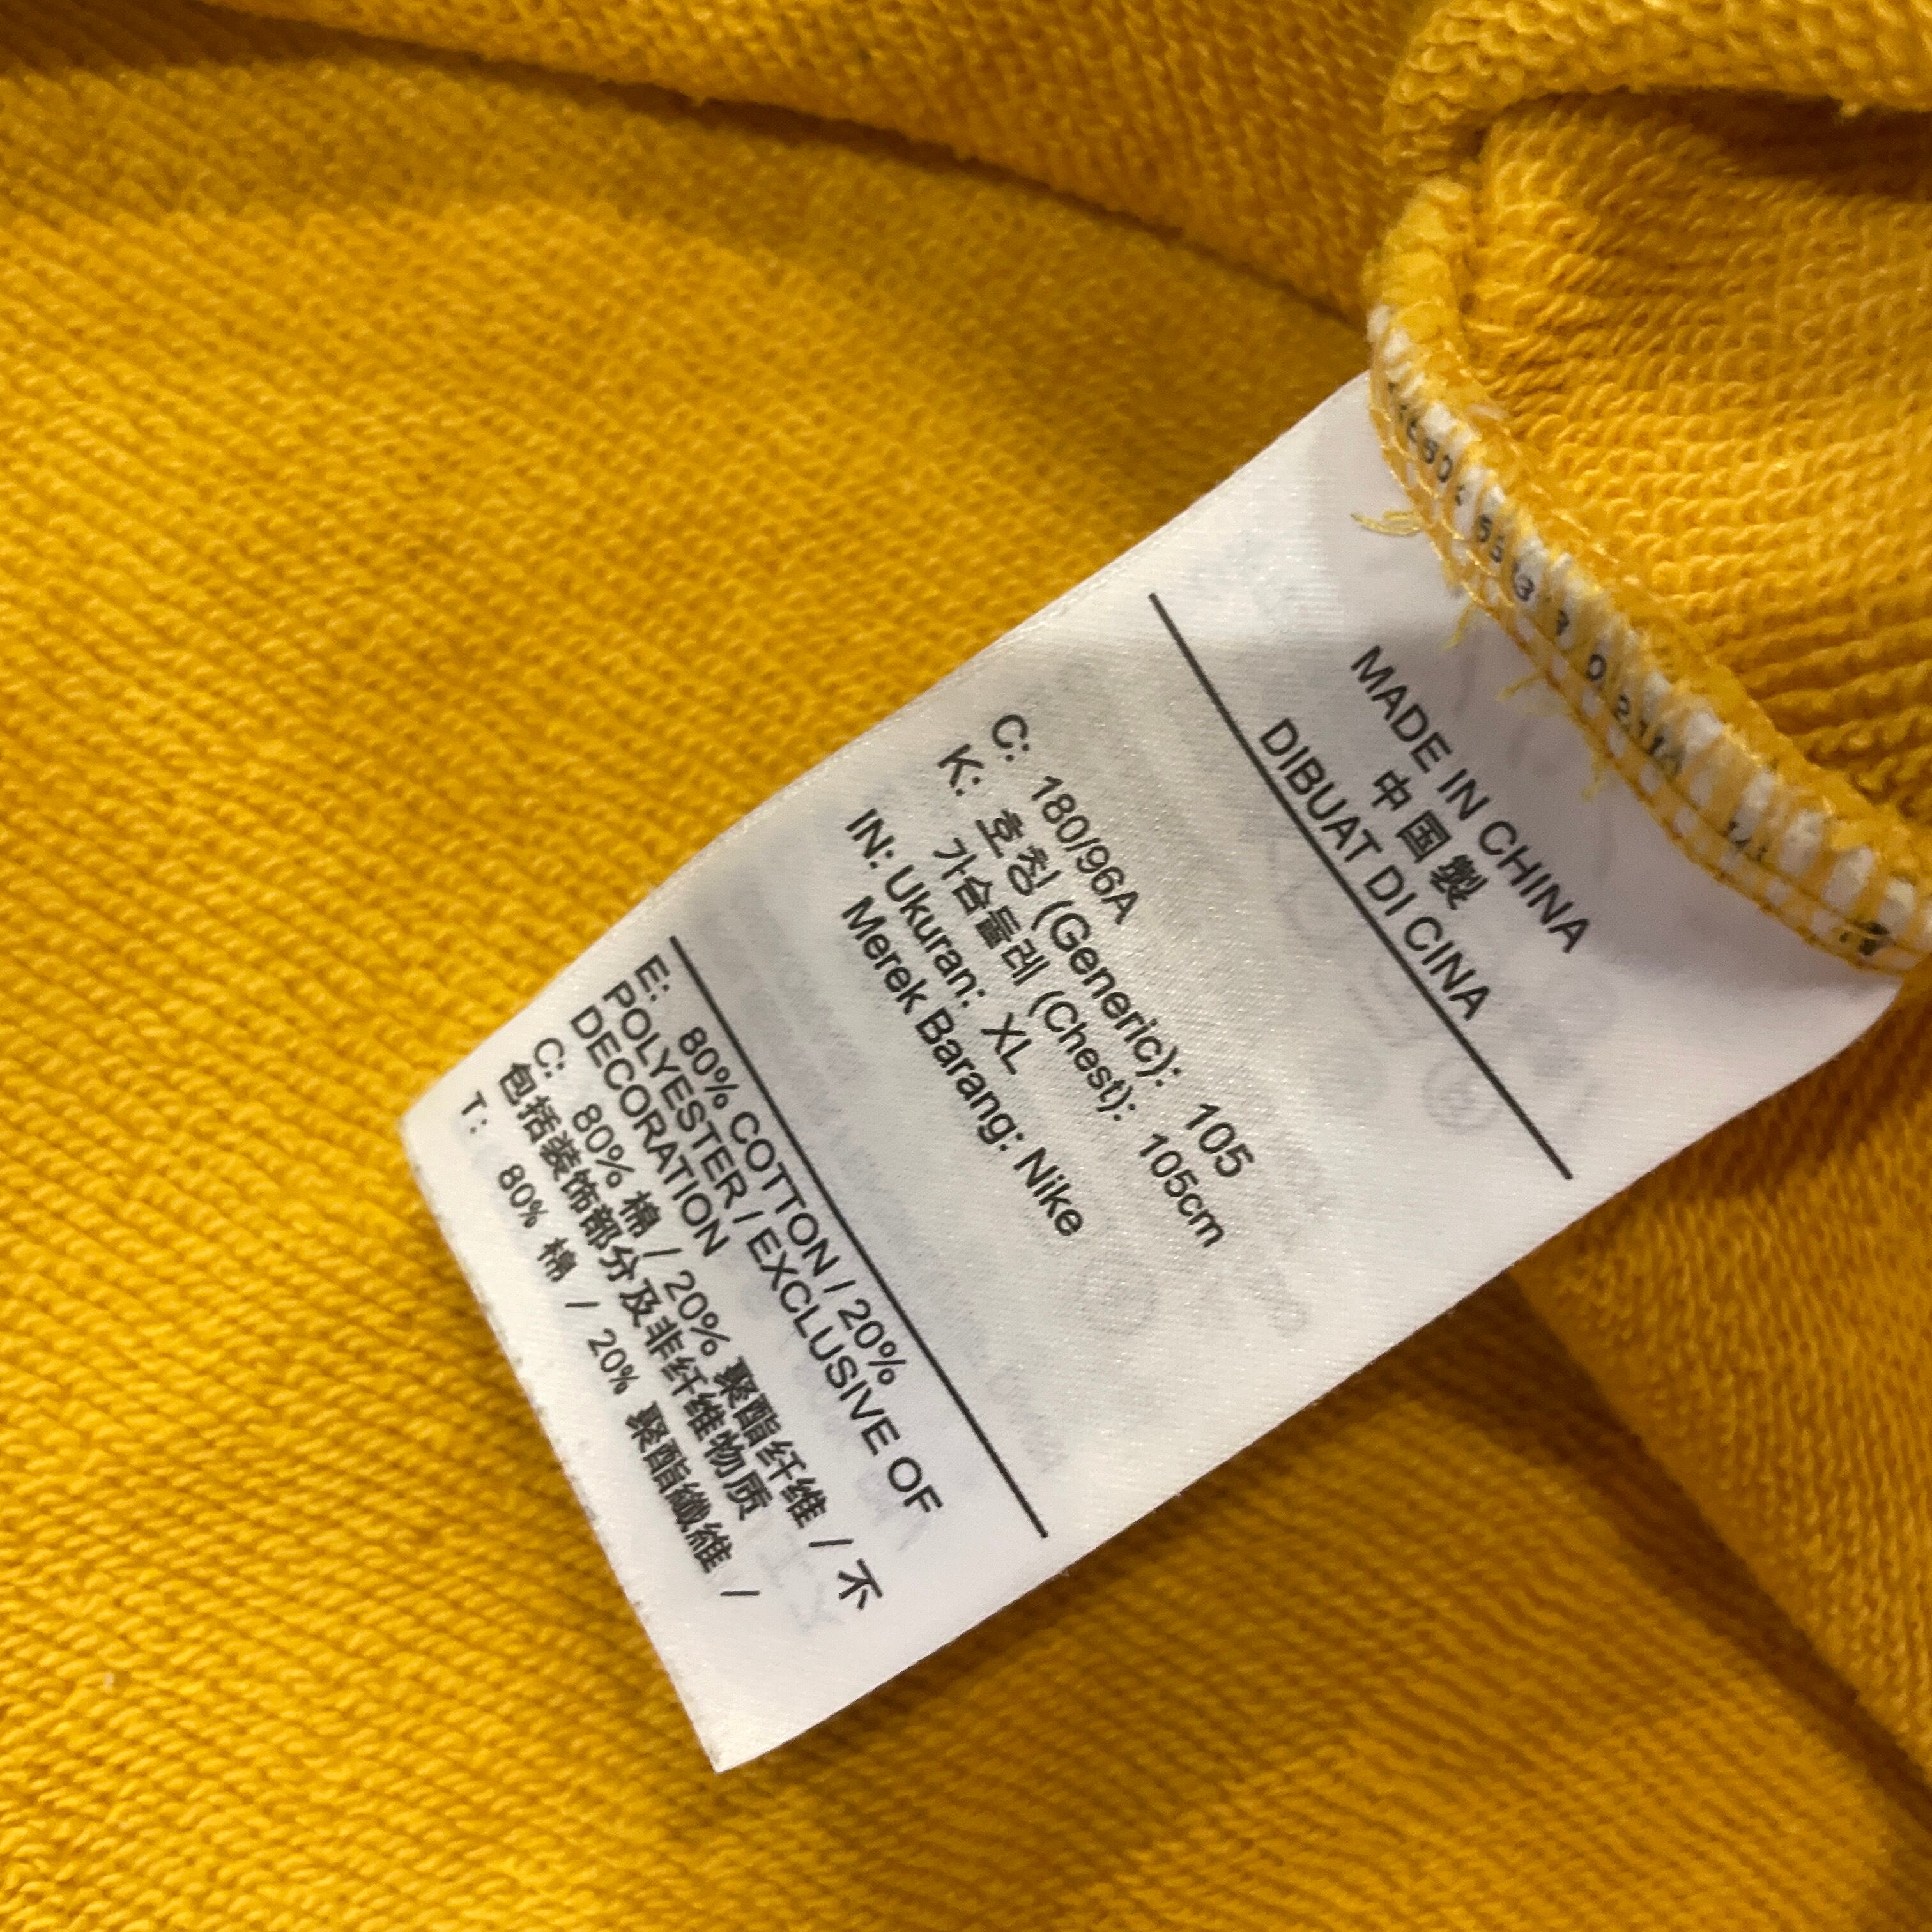 MADE IN CHINA
中国製
DIBUAT DI CINA
C: 180/96A
K: 호칭 (Generic): 105
가슴둘레 (Chest): 105cm
IN: Ukuran: XL
Merek Barang: Nike
E: 80% COTTON / 20%
POLYESTER / EXCLUSIVE OF
DECORATION
C: 80% 棉 / 20% 聚酯纤维 / 不
包括装饰部分及非纤维物质
T: 80% 棉 / 20% 聚酯纖維 /